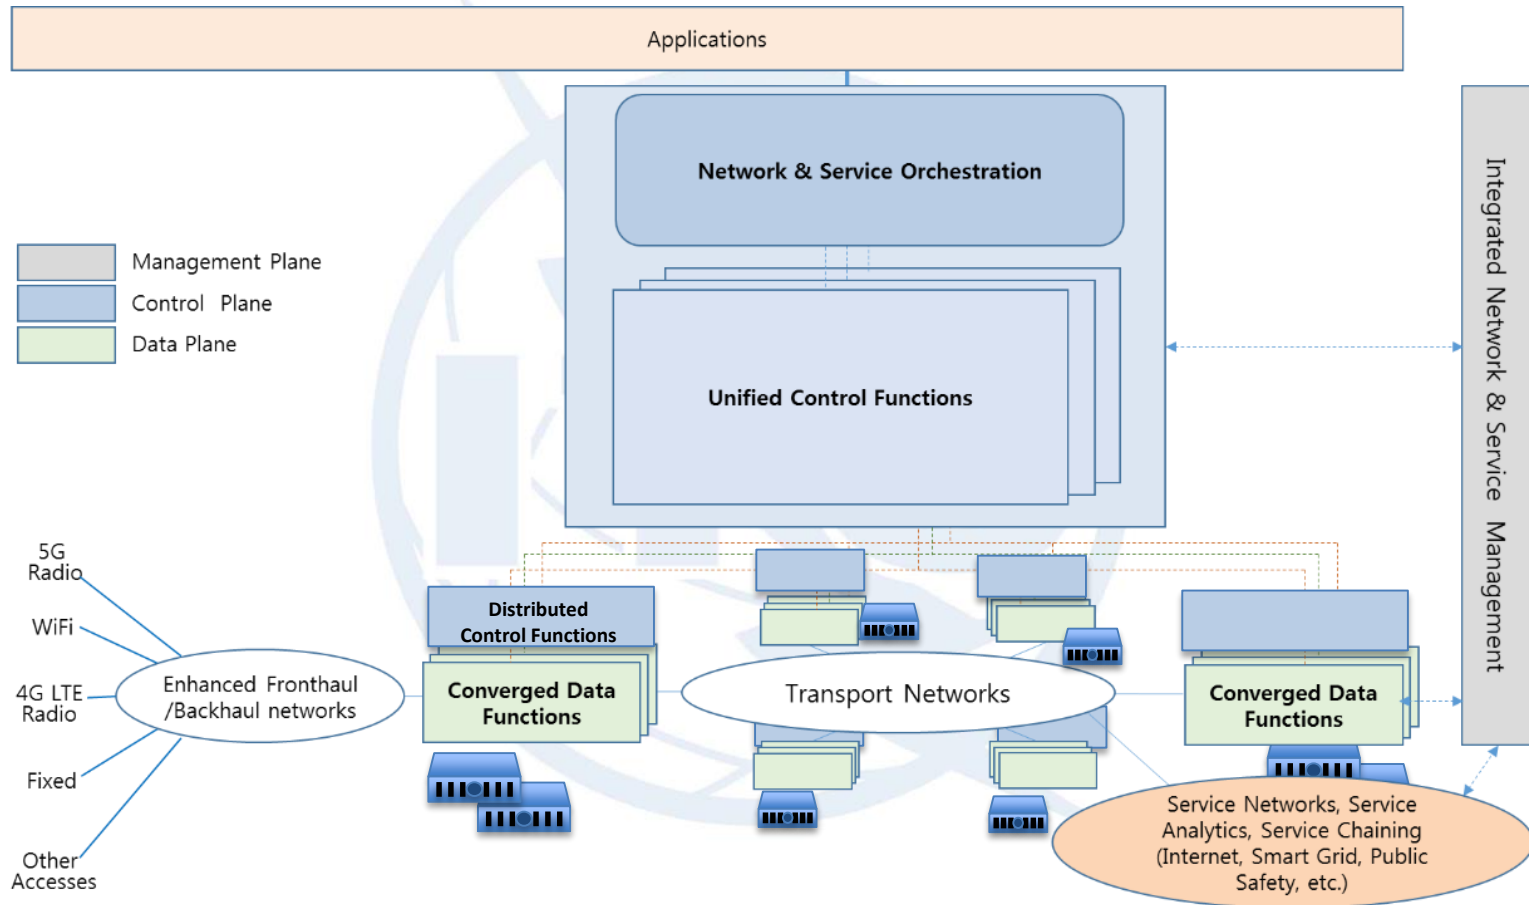 Applications
Network & Service Orchestration
Management Plane
Control Plane
Data Plane
Unified Control Functions
Integrated Network & Service Management
5G
Radio
WiFi
4G LTE
Radio
Fixed
Other
Accesses
Enhanced Fronthaul
/Backhaul networks
Distributed
Control Functions
Converged Data
Functions
Transport Networks
Converged Data
Functions
Service Networks, Service
Analytics, Service Chaining
(Internet, Smart Grid, Public
Safety, etc.)